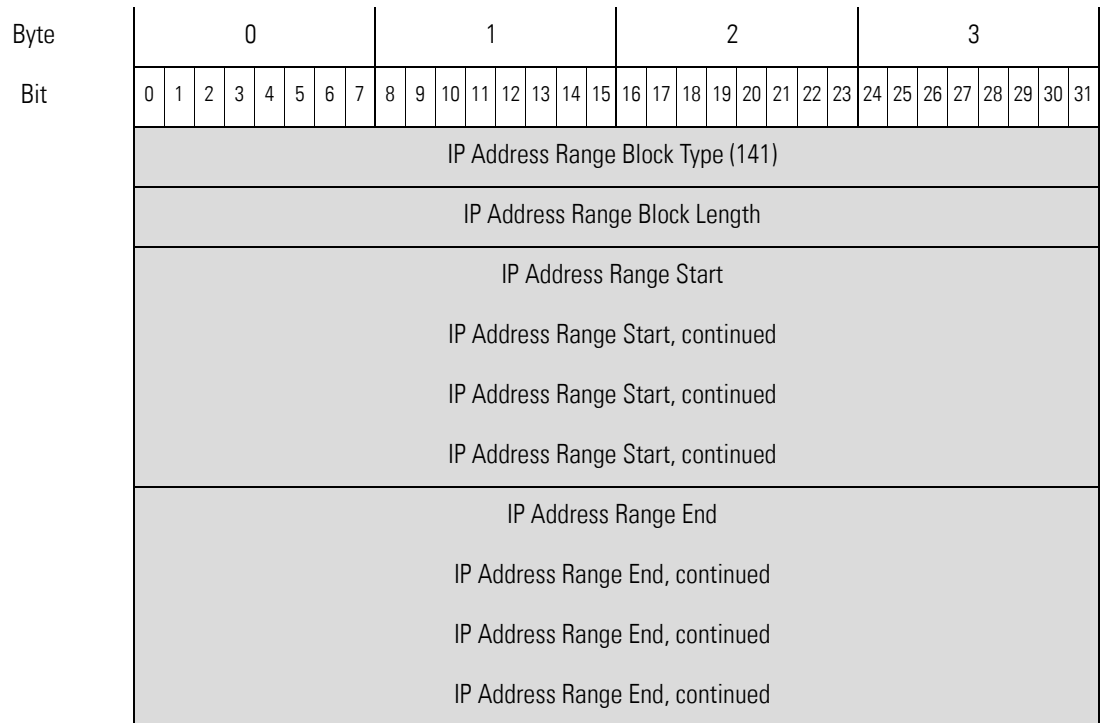 Byte 0 1 2 3
Bit 0 1 2 3 4 5 6 7 8 9 10 11 12 13 14 15 16 17 18 19 20 21 22 23 24 25 26 27 28 29 30 31
IP Address Range Block Type (141)
IP Address Range Block Length
IP Address Range Start
IP Address Range Start, continued
IP Address Range Start, continued
IP Address Range Start, continued
IP Address Range End
IP Address Range End, continued
IP Address Range End, continued
IP Address Range End, continued